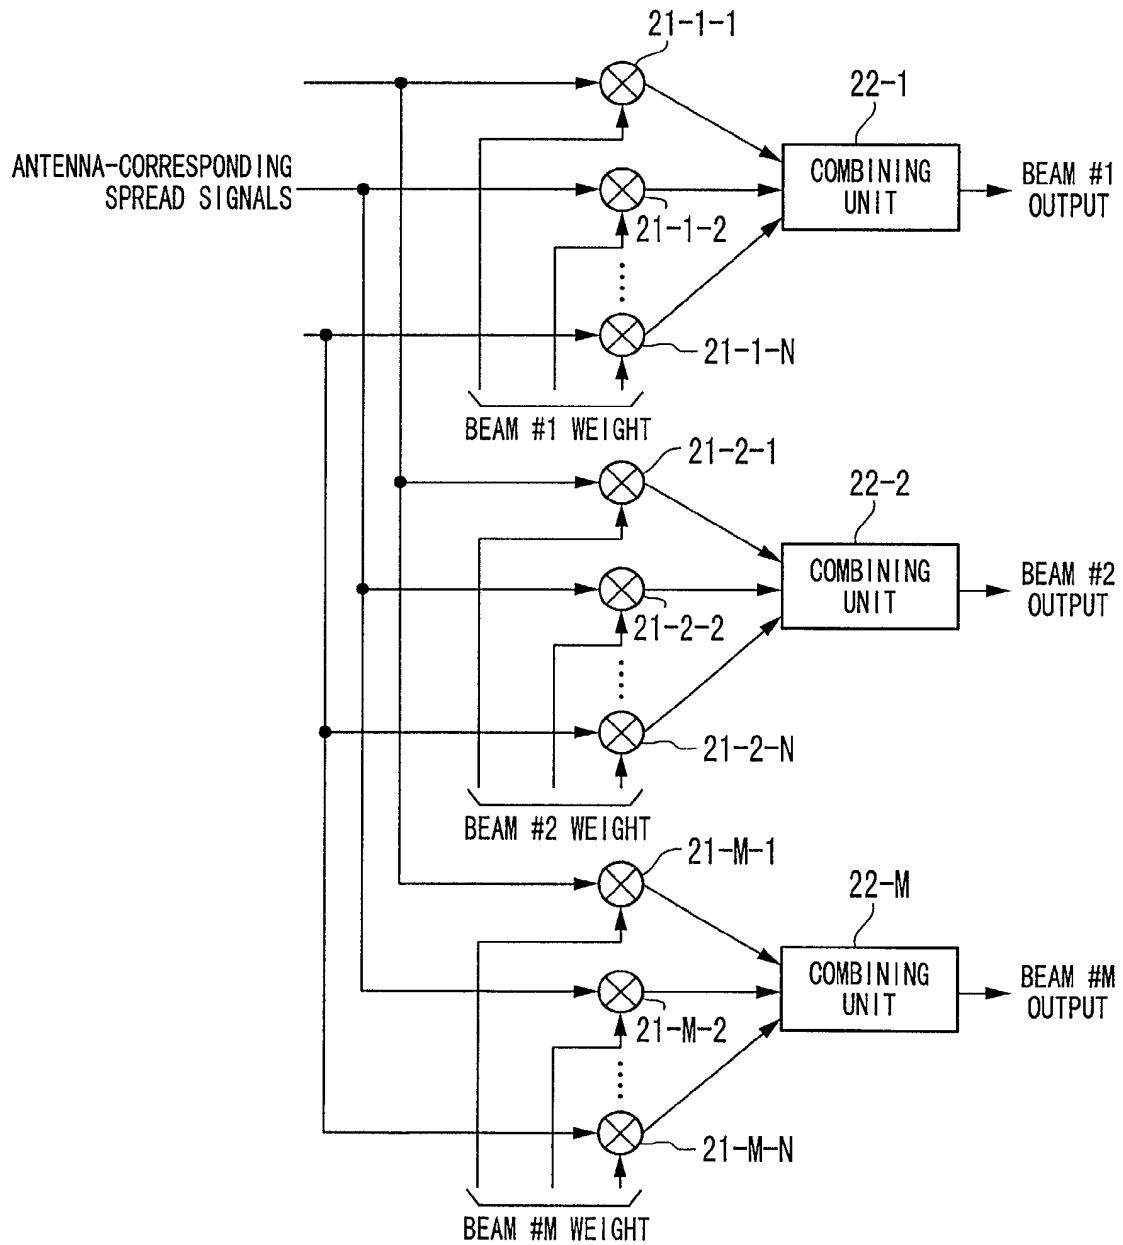 21-1-1
22-1
ANTENNA-CORRESPONDING
SPREAD SIGNALS
COMBINING
UNIT
BEAM #1
OUTPUT
21-1-2
21-1-N
BEAM #1 WEIGHT
21-2-1
22-2
COMBINING
UNIT
BEAM #2
OUTPUT
21-2-2
21-2-N
BEAM #2 WEIGHT
21-M-1
22-M
COMBINING
UNIT
BEAM #M
OUTPUT
21-M-2
21-M-N
BEAM #M WEIGHT